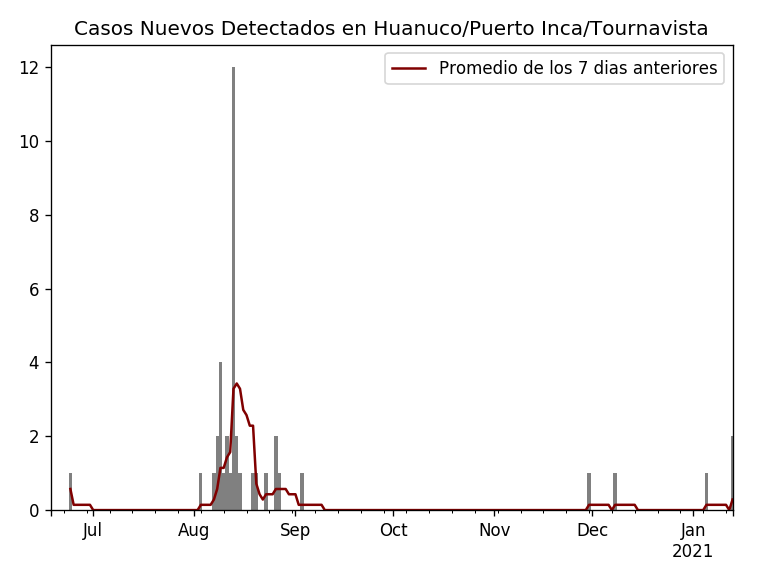 Casos Nuevos Detectados en Huanuco/Puerto Inca/Tournavista
Promedio de los 7 dias anteriores
12
10
8
6
4
2
0
Jul Aug Sep Oct Nov Dec Jan
2021